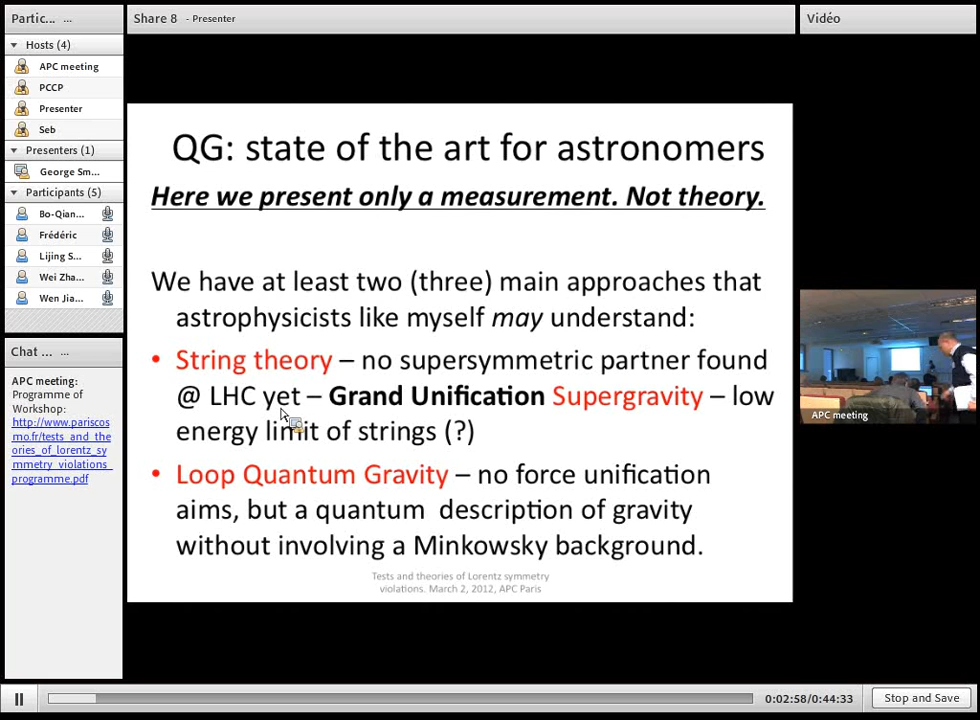 Partic... ...
Hosts (4)
APC meeting
PCCP
Presenter
Seb
Presenters (1)
George Sm...
Participants (5)
Bo-Qian...
Frédéric
Lijing S...
Wei Zha...
Wen Jia...
Chat ... ...
APC meeting:
Programme of
Workshop:
http://www.pariscos
mo.fr/tests_and_the
ories_of_lorentz_sy
mmetry_violations_
programme.pdf
Share 8 - Presenter
QG: state of the art for astronomers
Here we present only a measurement. Not theory.
We have at least two (three) main approaches that
astrophysicists like myself may understand:
• String theory – no supersymmetric partner found
@ LHC yet – Grand Unification Supergravity – low
energy limit of strings (?)
• Loop Quantum Gravity – no force unification
aims, but a quantum description of gravity
without involving a Minkowsky background.
Tests and theories of Lorentz symmetry
violations. March 2, 2012, APC Paris
Vidéo
APC meeting
0:02:58/0:44:33
Stop and Save